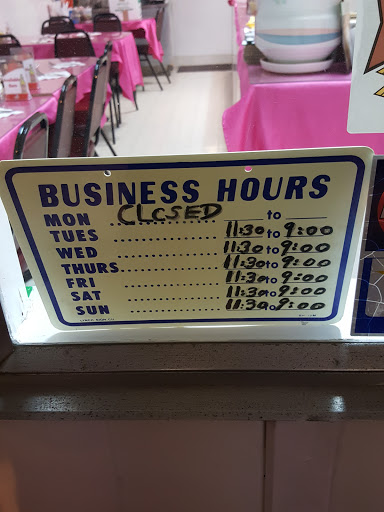 BUSINESS HOURS
MON CLOSED to
TUES 11:30 to 9:00
WED 11:30 to 9:00
THURS 11:30 to 9:00
FRI 11:30 to 9:00
SAT 11:30 to 9:00
SUN 11:30 to 9:00